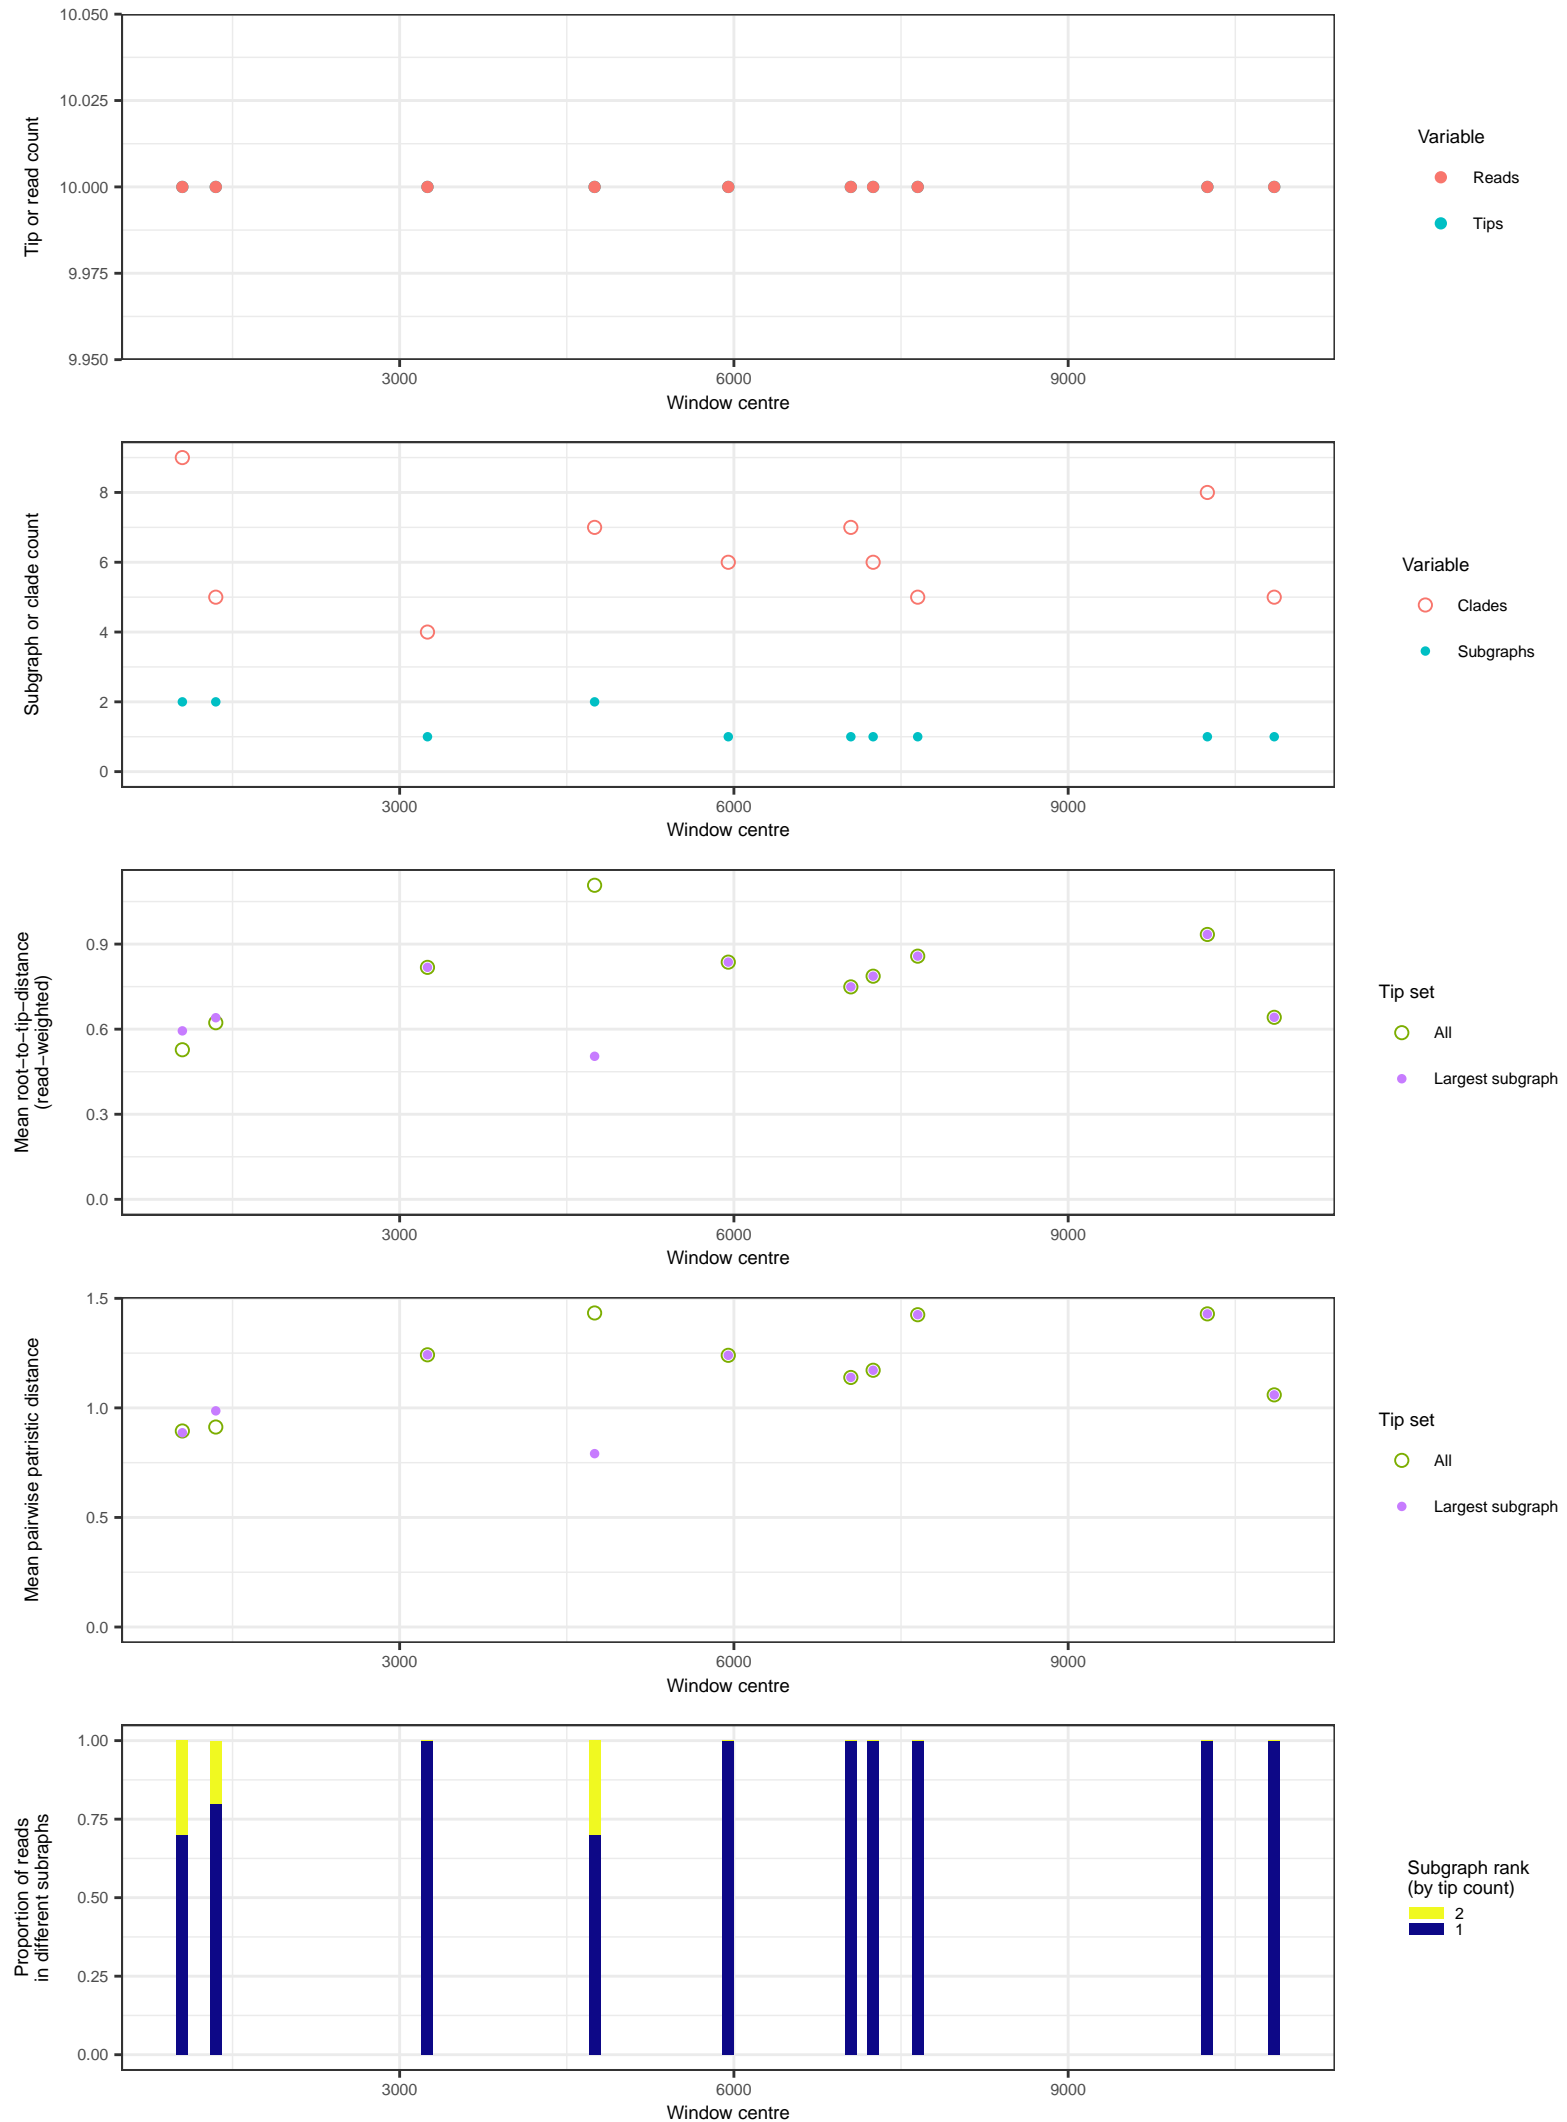 10.050
10.025
10.000
9.975
9.950
Tip or read count
3000
6000
9000
Window centre
Variable
Reads
Tips
8
6
4
2
0
Subgraph or clade count
3000
6000
9000
Window centre
Variable
Clades
Subgraphs
0.9
0.6
0.3
0.0
Mean root−to−tip−distance
(read−weighted)
3000
6000
9000
Window centre
Tip set
All
Largest subgraph
1.5
1.0
0.5
0.0
Mean pairwise patristic distance
3000
6000
9000
Window centre
Tip set
All
Largest subgraph
1.00
0.75
0.50
0.25
0.00
Proportion of reads
in different subraphs
3000
6000
9000
Window centre
Subgraph rank
(by tip count)
2
1